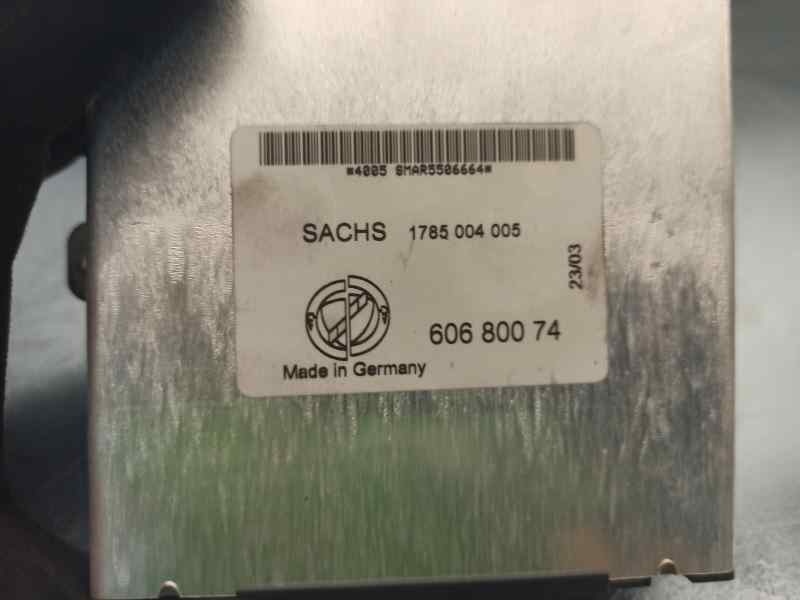 *4005 SMAR5506664*
SACHS 1785 004 005
23/03
606 800 74
Made in Germany